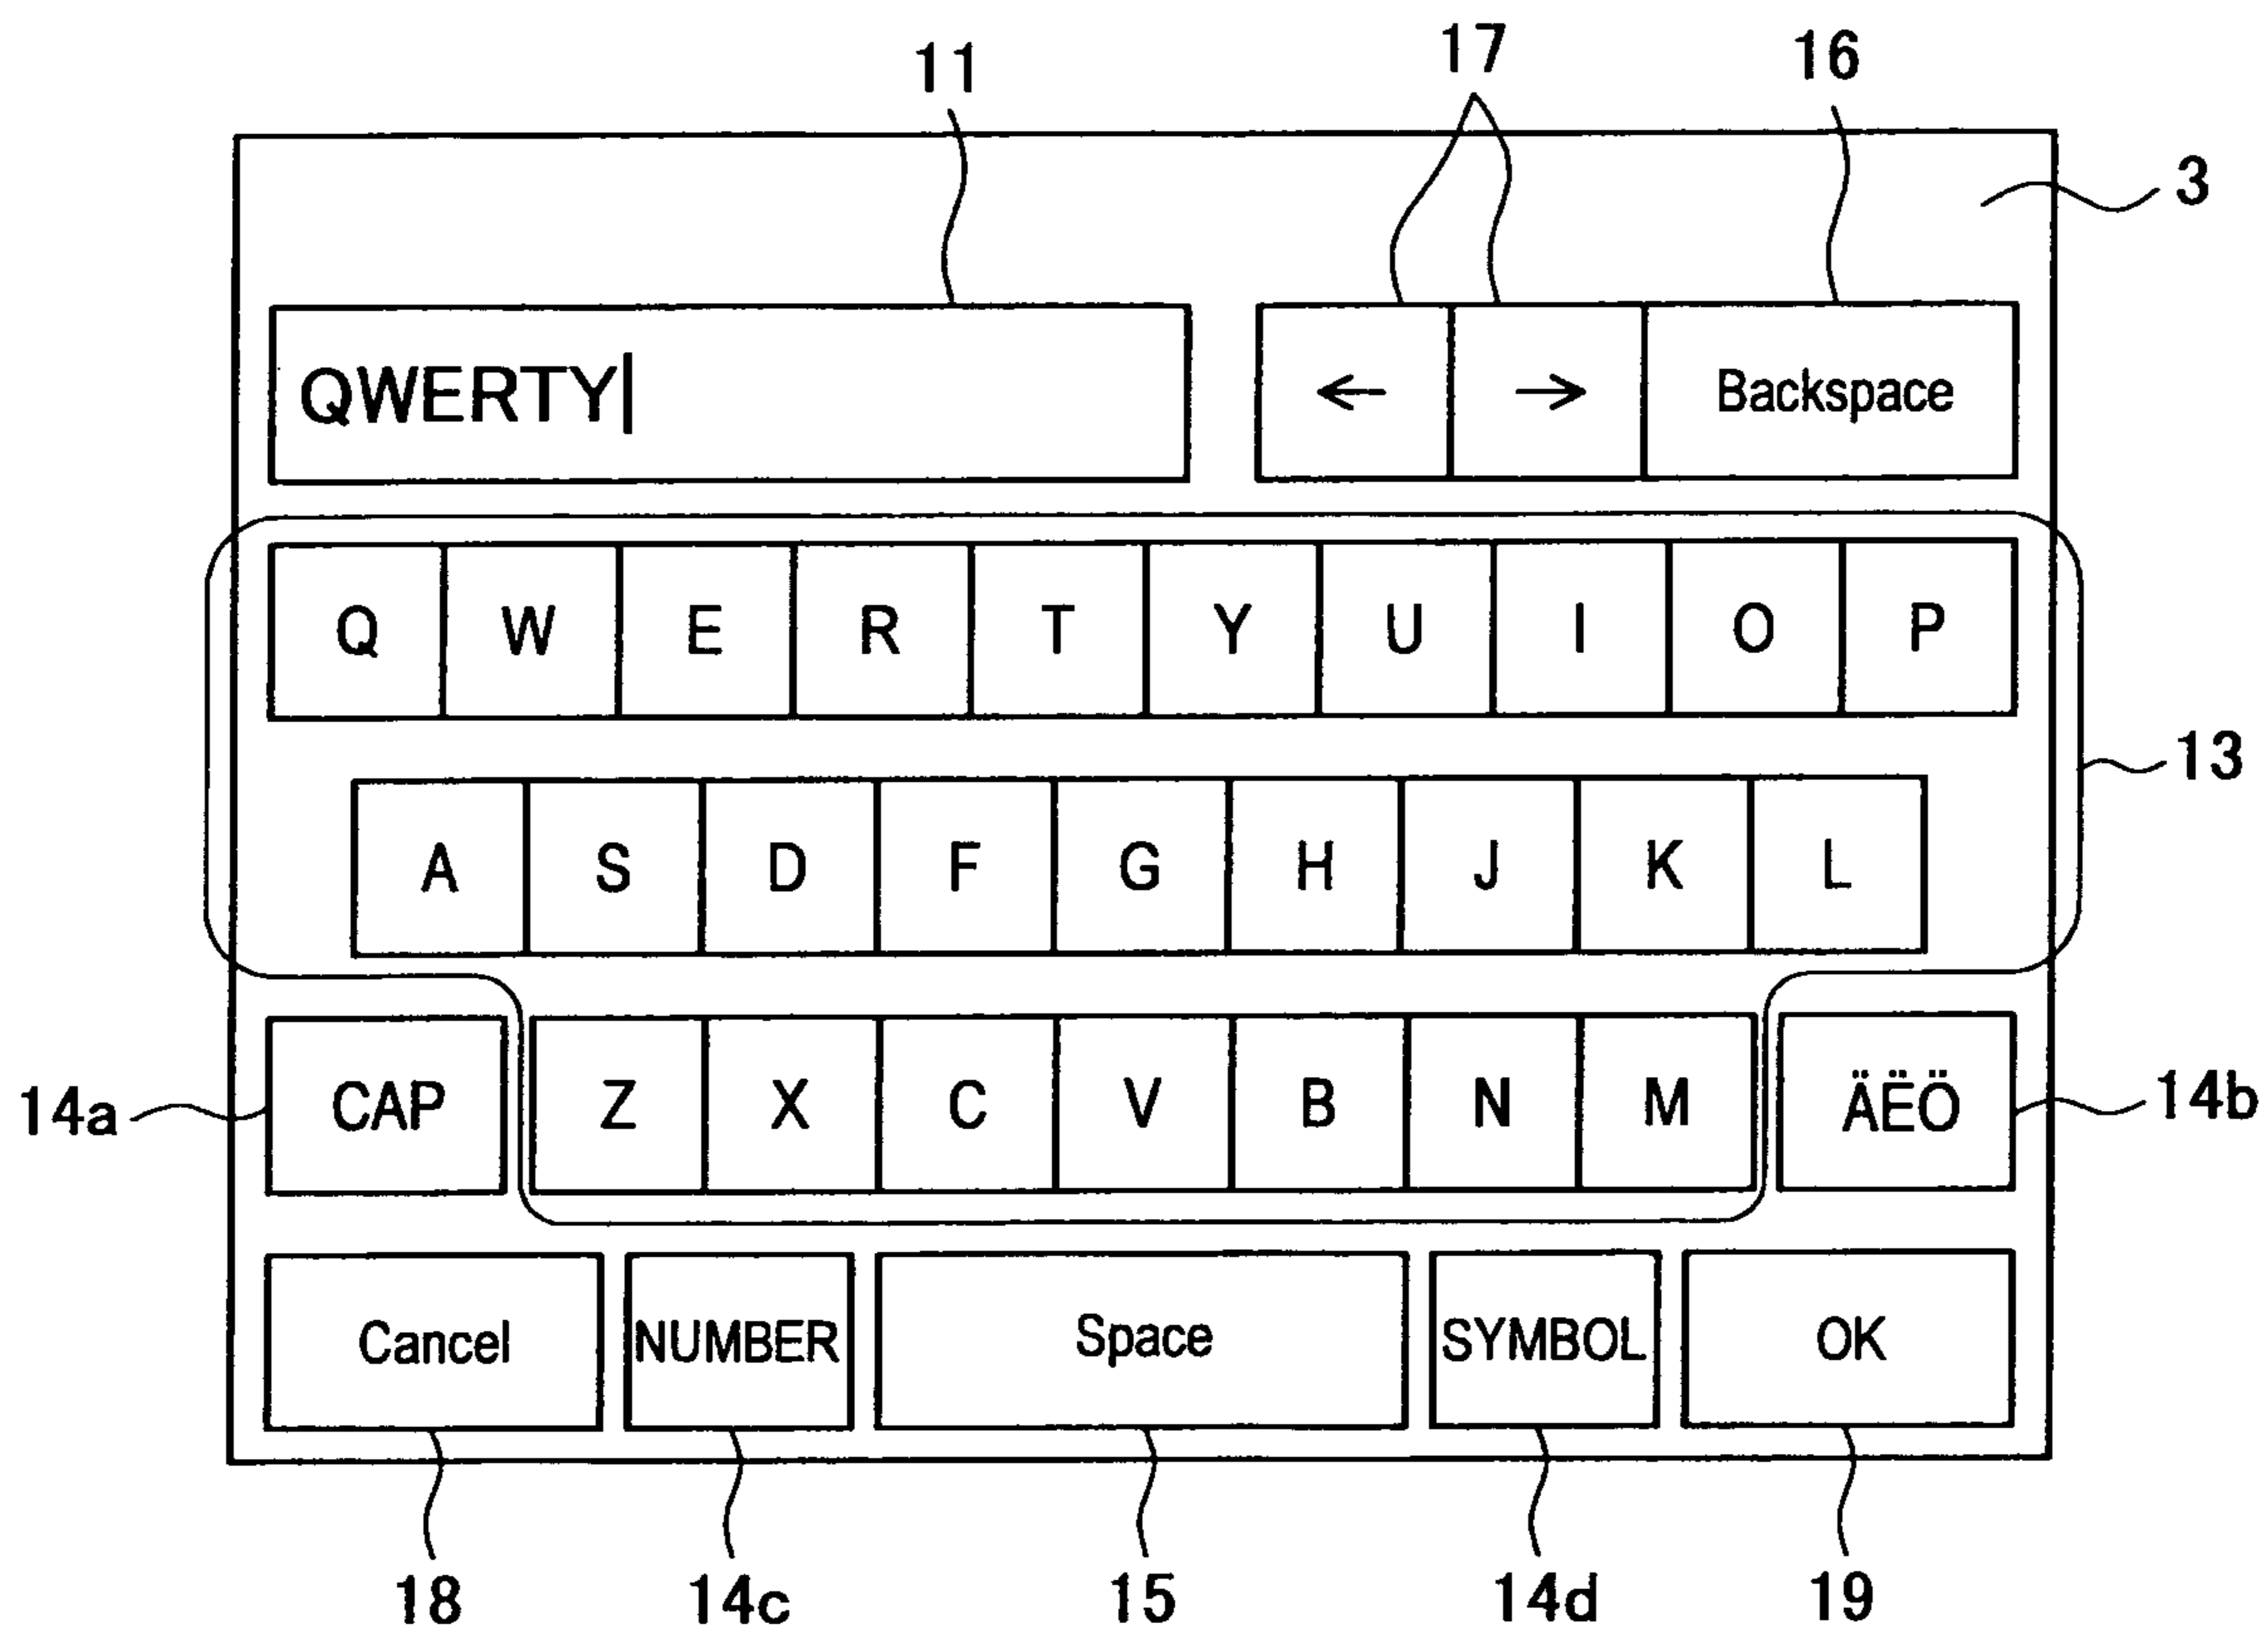 11 17 16
3
QWERTY ← → Backspace
Q W E R T Y U I O P
13
A S D F G H J K L
14a CAP Z X C V B N M ÄËÖ 14b
Cancel NUMBER Space SYMBOL OK
18 14c 15 14d 19